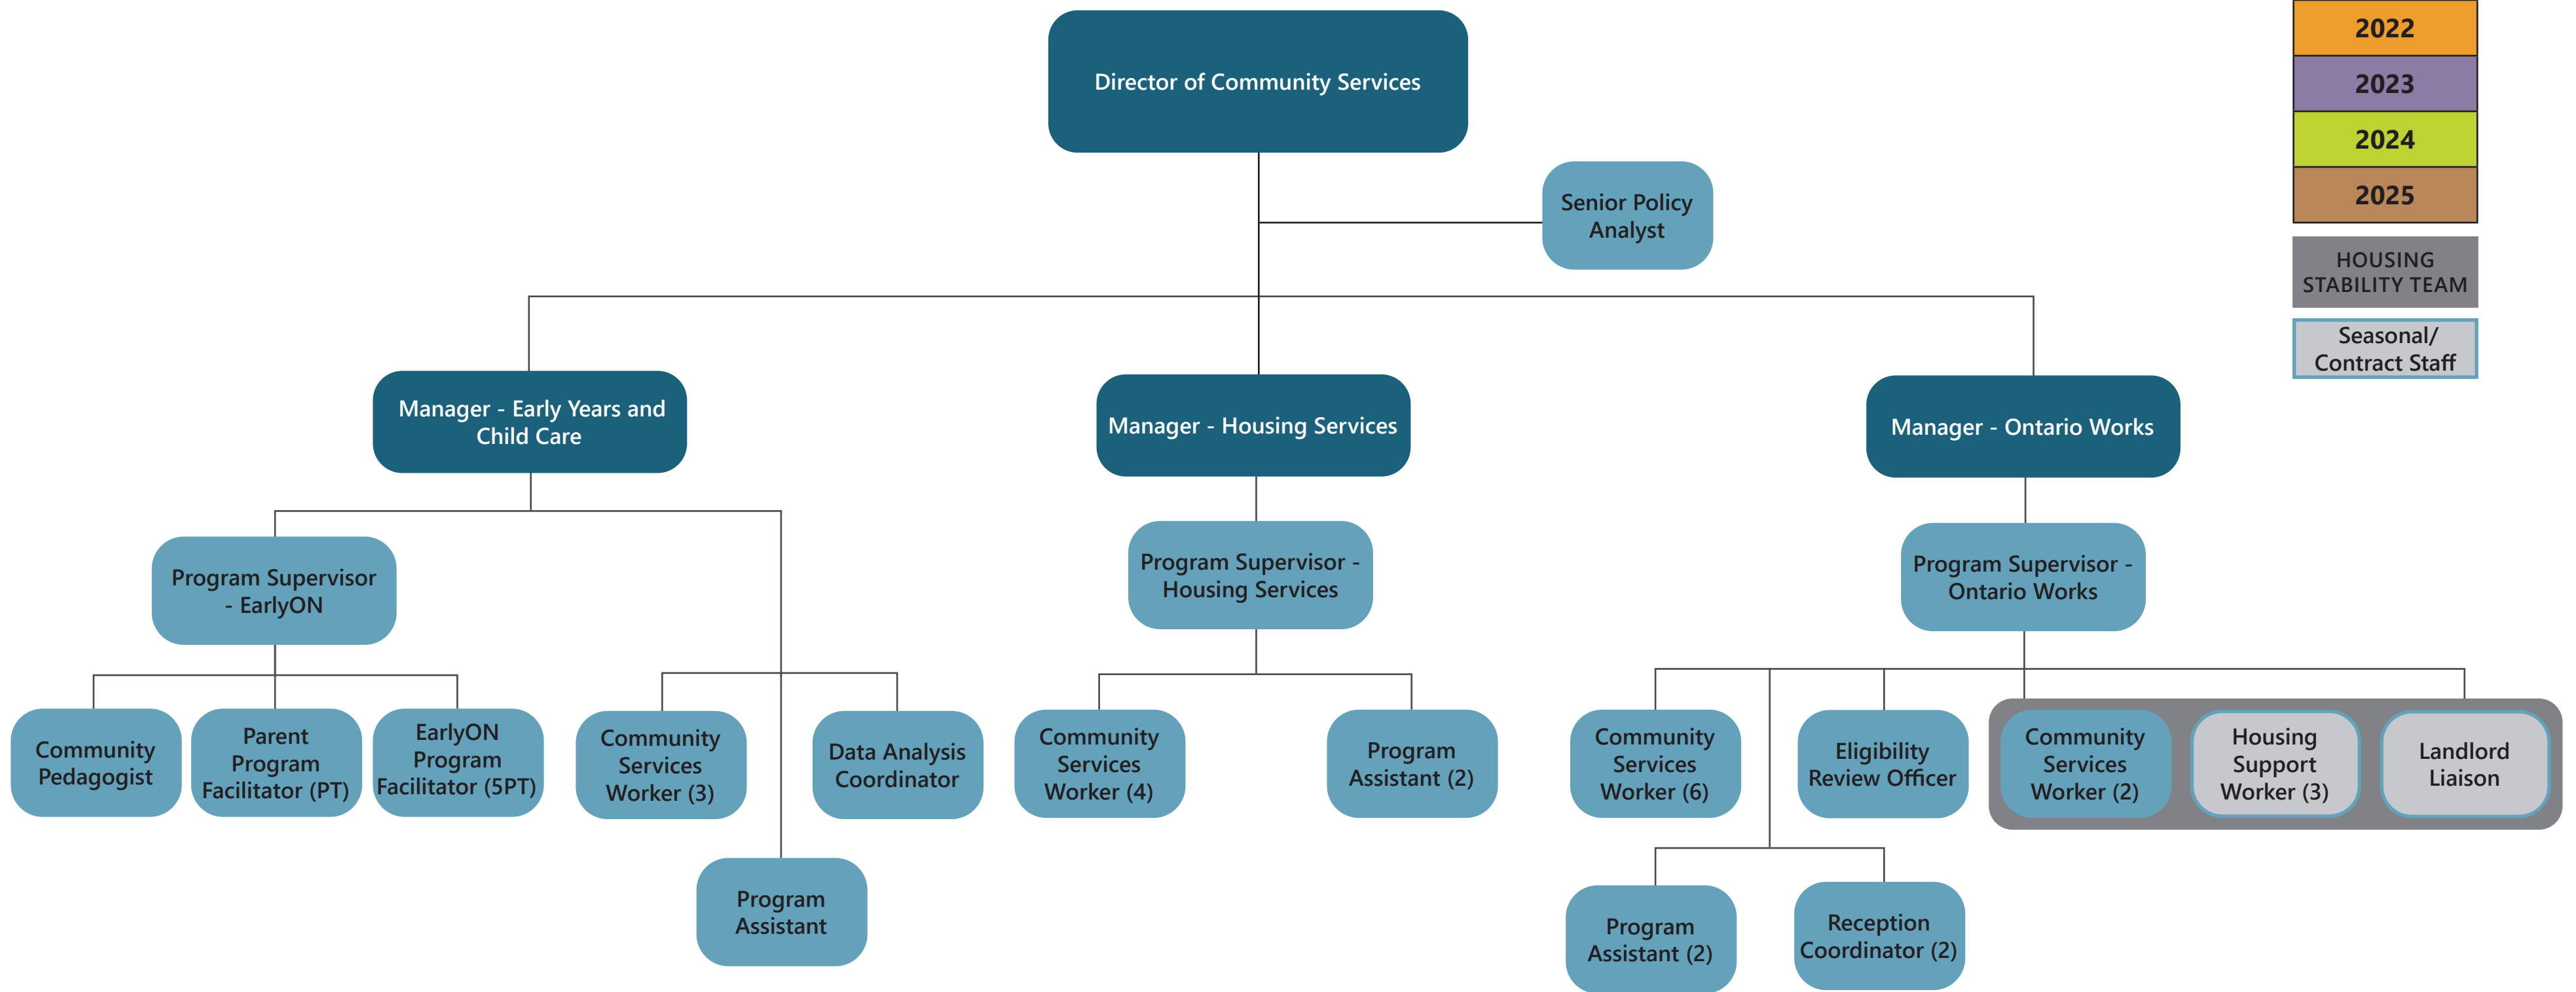 Director of Community Services
2022
2023
2024
2025
HOUSING
STABILITY TEAM
Seasonal/
Contract Staff
Senior Policy
Analyst
Manager - Early Years and
Child Care
Manager - Housing Services
Manager - Ontario Works
Program Supervisor
- EarlyON
Program Supervisor -
Housing Services
Program Supervisor -
Ontario Works
Community
Pedagogist
Parent
Program
Facilitator (PT)
EarlyON
Program
Facilitator (5PT)
Community
Services
Worker (3)
Data Analysis
Coordinator
Community
Services
Worker (4)
Program
Assistant (2)
Community
Services
Worker (6)
Eligibility
Review Officer
Community
Services
Worker (2)
Housing
Support
Worker (3)
Landlord
Liaison
Program
Assistant
Program
Assistant (2)
Reception
Coordinator (2)